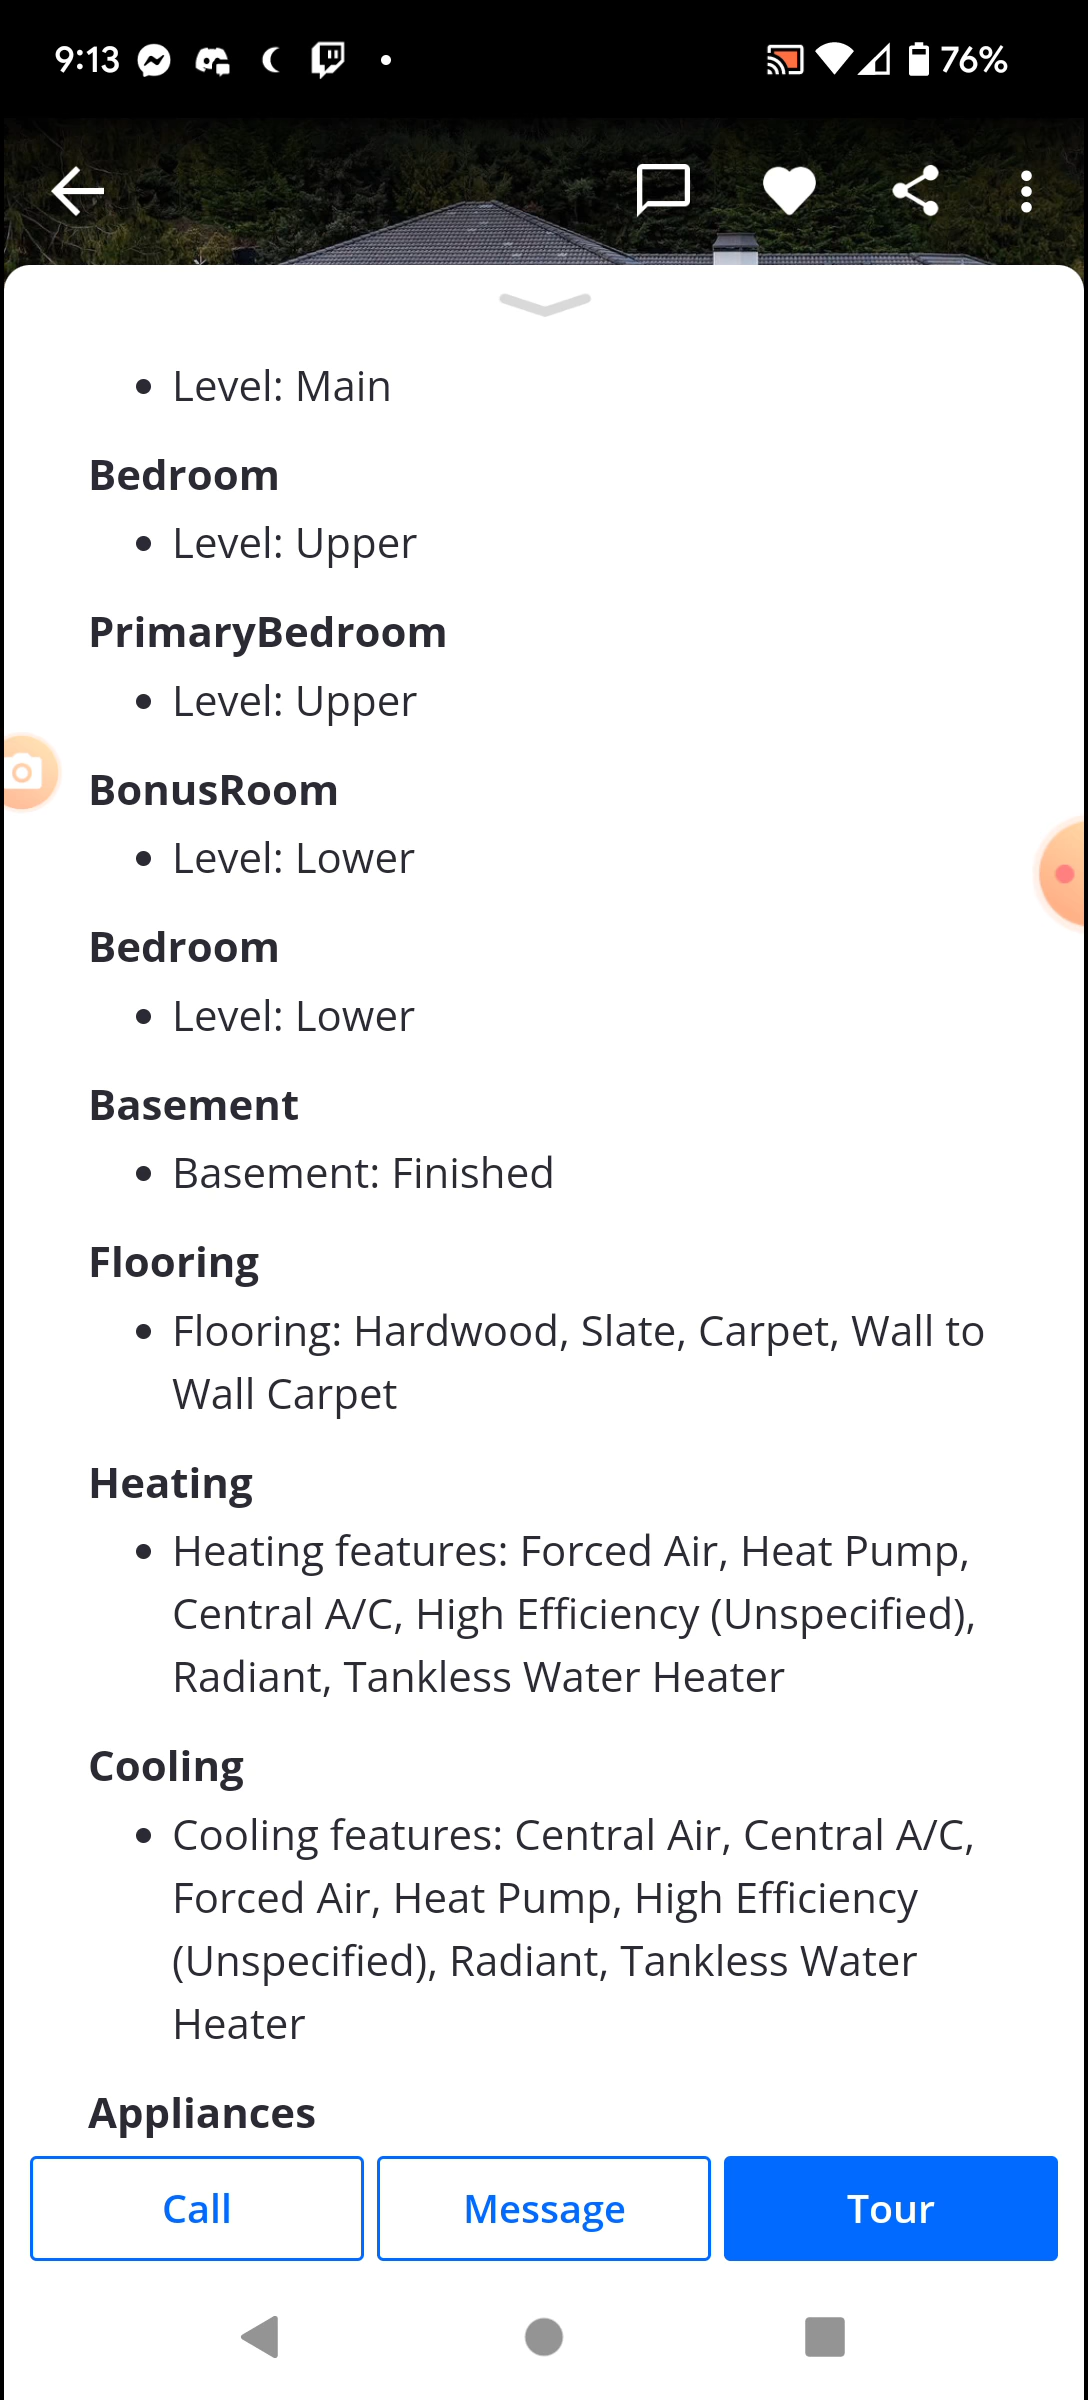 9:13
76%
Level: Main
Bedroom
Level: Upper
PrimaryBedroom
Level: Upper
BonusRoom
Level: Lower
Bedroom
Level: Lower
Basement
Basement: Finished
Flooring
Flooring: Hardwood, Slate, Carpet, Wall to
Wall Carpet
Heating
Heating features: Forced Air, Heat Pump,
Central A/C, High Efficiency (Unspecified),
Radiant, Tankless Water Heater
Cooling
Cooling features: Central Air, Central A/C,
Forced Air, Heat Pump, High Efficiency
(Unspecified), Radiant, Tankless Water
Heater
Appliances
Call
Message
Tour